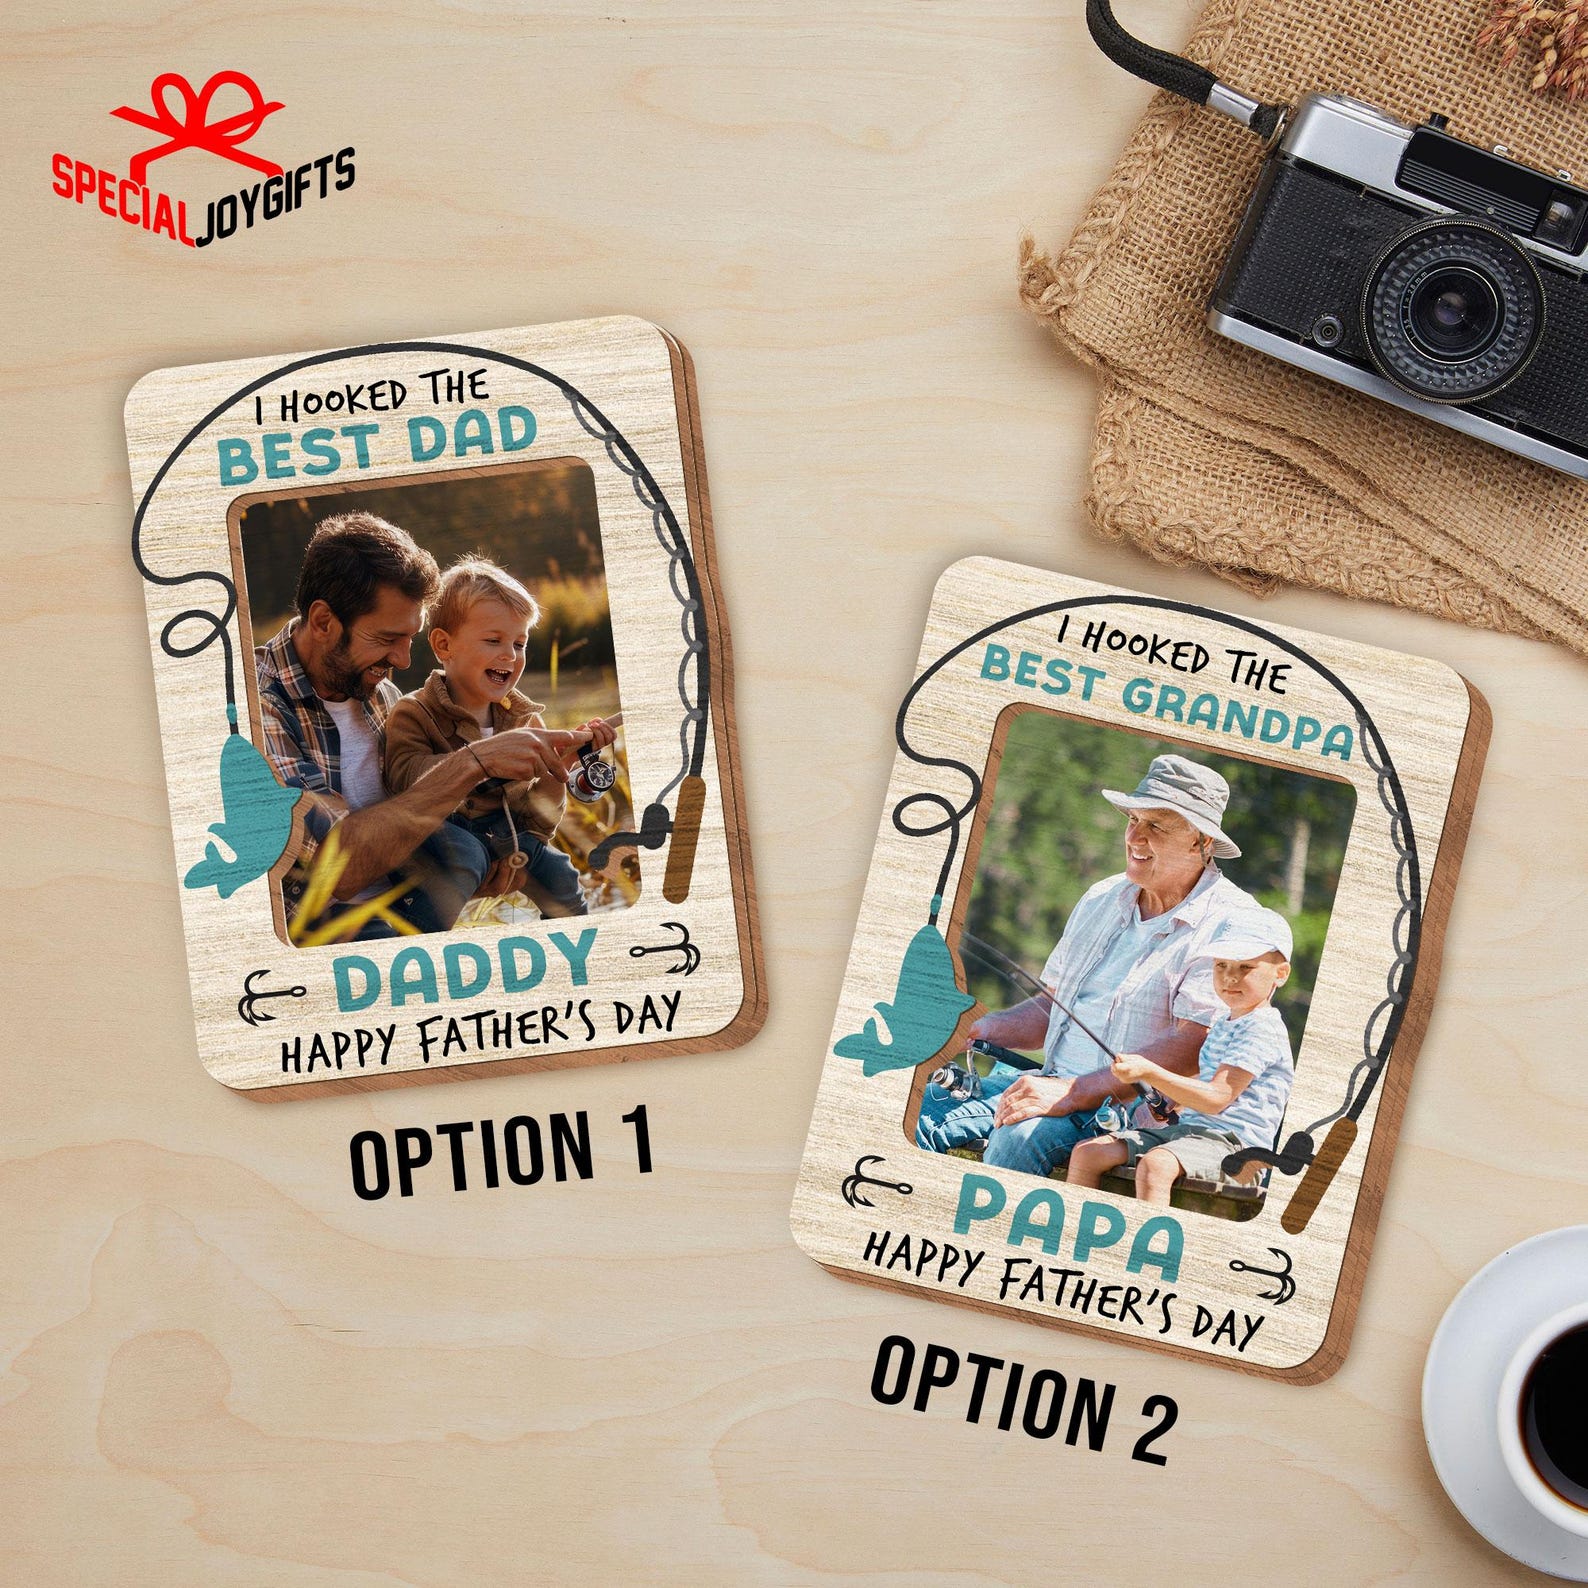 SPECIALJOYGIFTS
I HOOKED THE
BEST DAD
DADDY
HAPPY FATHER'S DAY
OPTION 1
I HOOKED THE
BEST GRANDPA
PAPA
HAPPY FATHER'S DAY
OPTION 2